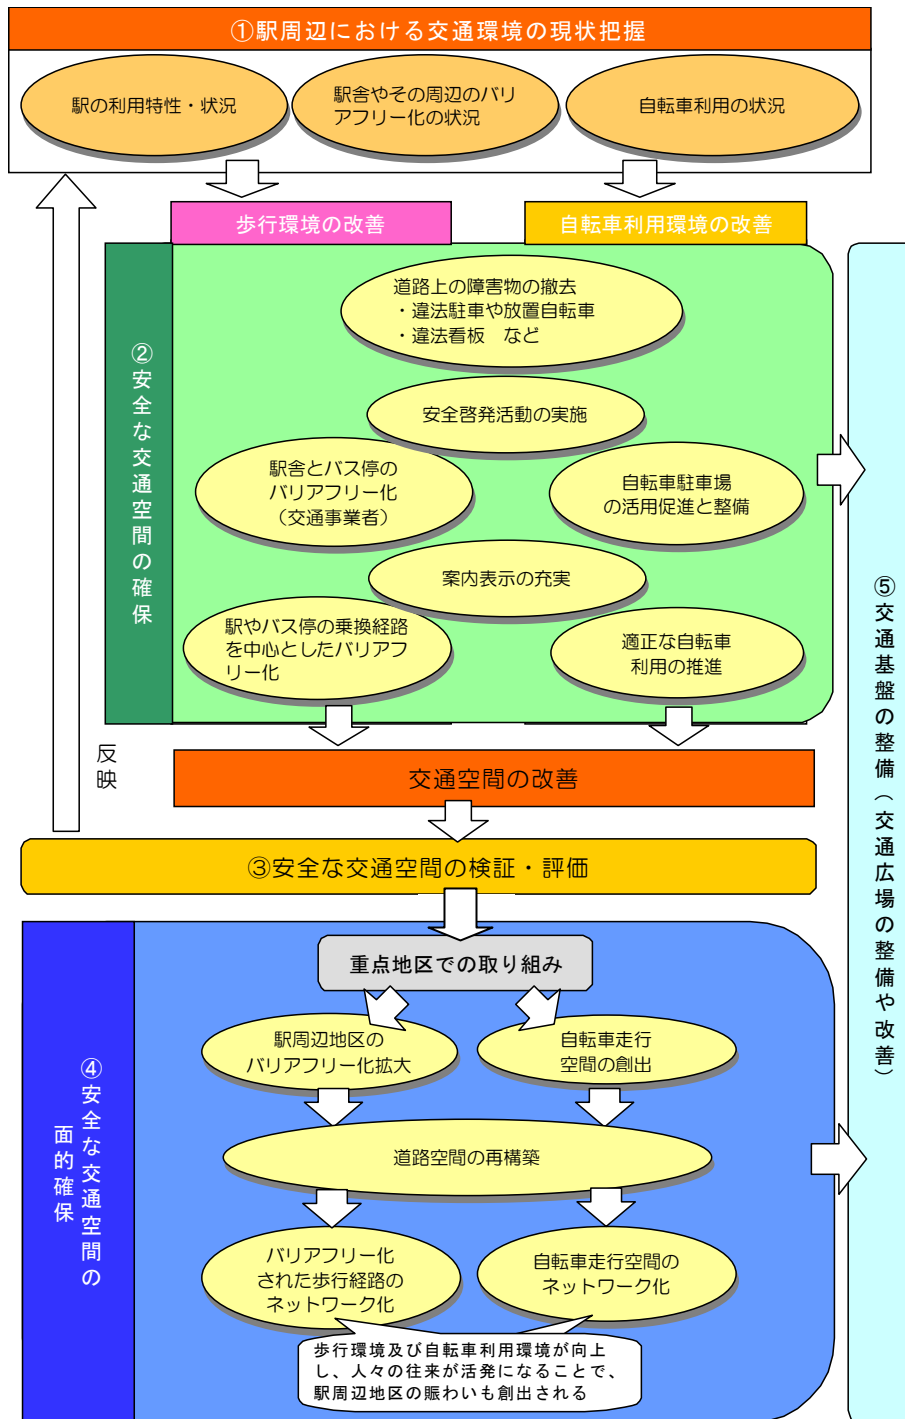 ①駅周辺における交通環境の現状把握
駅の利用特性・状況
駅舎やその周辺のバリ
アフリー化の状況
自転車利用の状況
歩行環境の改善
自転車利用環境の改善
②安全な交通空間の確保
道路上の障害物の撤去
・違法駐車や放置自転車
・違法看板　など
安全啓発活動の実施
駅舎とバス停の
バリアフリー化
（交通事業者）
自転車駐車場
の活用促進と整備
案内表示の充実
駅やバス停の乗換経路
を中心としたバリアフ
リー化
適正な自転車
利用の推進
反映
交通空間の改善
③安全な交通空間の検証・評価
④安全な交通空間の
面的確保
重点地区での取り組み
駅周辺地区の
バリアフリー化拡大
自転車走行
空間の創出
道路空間の再構築
バリアフリー化
された歩行経路の
ネットワーク化
自転車走行空間の
ネットワーク化
歩行環境及び自転車利用環境が向上
し、人々の往来が活発になることで、
駅周辺地区の賑わいも創出される
⑤交通基盤の整備（交通広場の整備や改善）